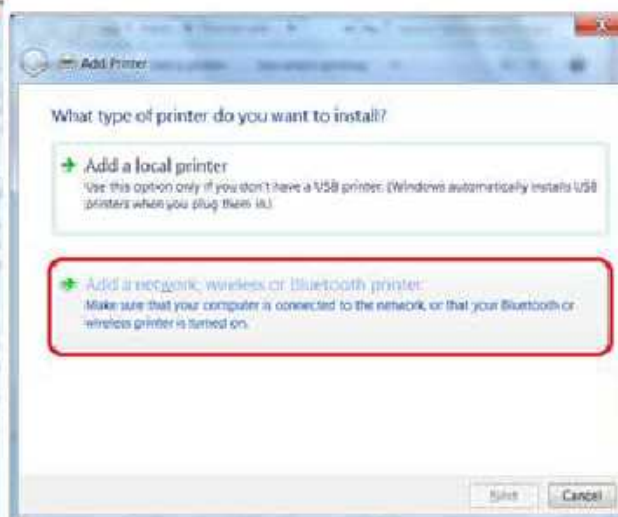 Add Printer
What type of printer do you want to install?
Add a local printer
Use this option only if you don't have a USB printer. (Windows automatically installs USB
printers when you plug them in.)
Add a network, wireless or Bluetooth printer
Make sure that your computer is connected to the network, or that your Bluetooth or
wireless printer is turned on.
Next
Cancel